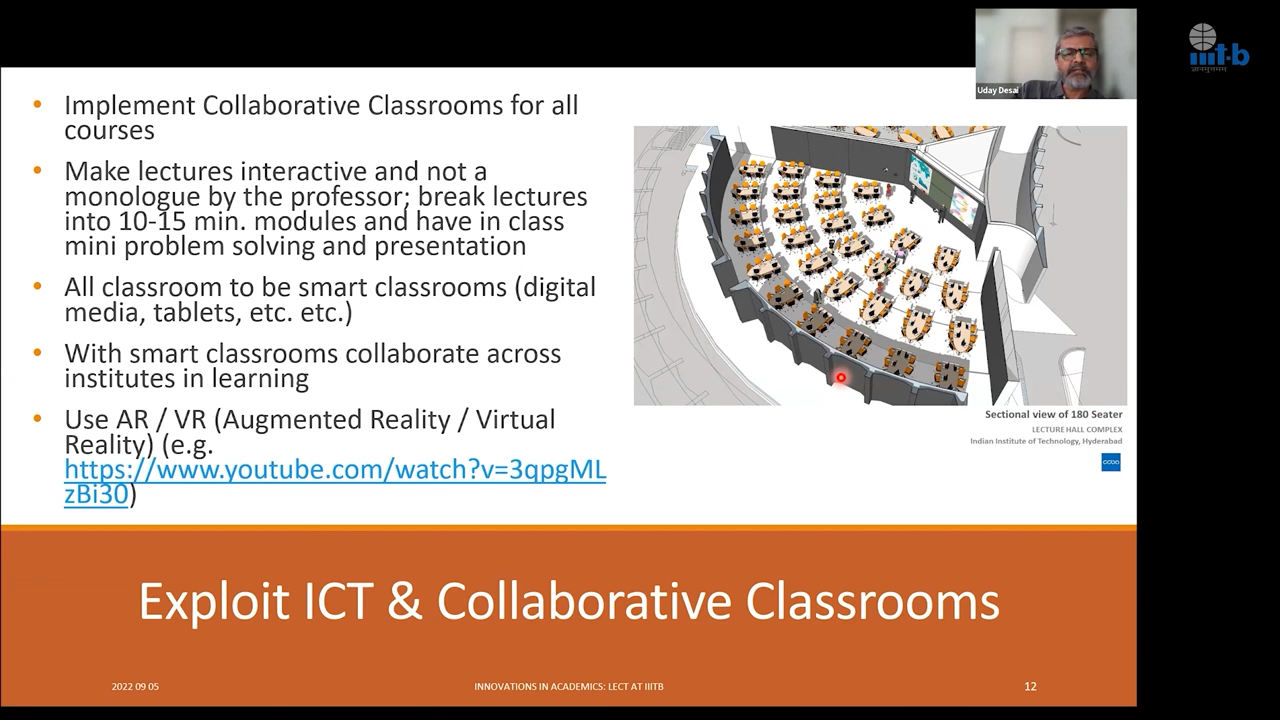 iiit-b
ज्ञानमुत्तमम्
Uday Desai
• Implement Collaborative Classrooms for all
courses
• Make lectures interactive and not a
monologue by the professor; break lectures
into 10-15 min. modules and have in class
mini problem solving and presentation
• All classroom to be smart classrooms (digital
media, tablets, etc. etc.)
• With smart classrooms collaborate across
institutes in learning
• Use AR / VR (Augmented Reality / Virtual
Reality) (e.g.
https://www.youtube.com/watch?v=3qpgML
zBi30)
Sectional view of 180 Seater
LECTURE HALL COMPLEX
Indian Institute of Technology, Hyderabad
Exploit ICT & Collaborative Classrooms
2022 09 05
INNOVATIONS IN ACADEMICS: LECT AT IIITB
12